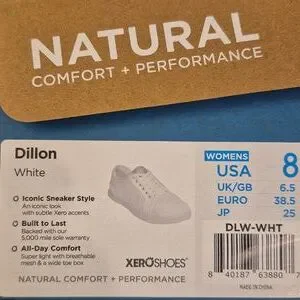 NATURAL
COMFORT + PERFORMANCE
Dillon
White
Iconic Sneaker Style
An iconic look
with subtle Xero accents
Built to Last
Backed with our
5,000 mile sole warranty
All-Day Comfort
Super light with breathable
mesh & a wide toe box
XEROSHOES®
NATURAL COMFORT + PERFORMANCE
WOMENS 8
USA
UK/GB 6.5
EURO 38.5
JP 25
DLW-WHT
8 40187 63880
MADE IN CHINA